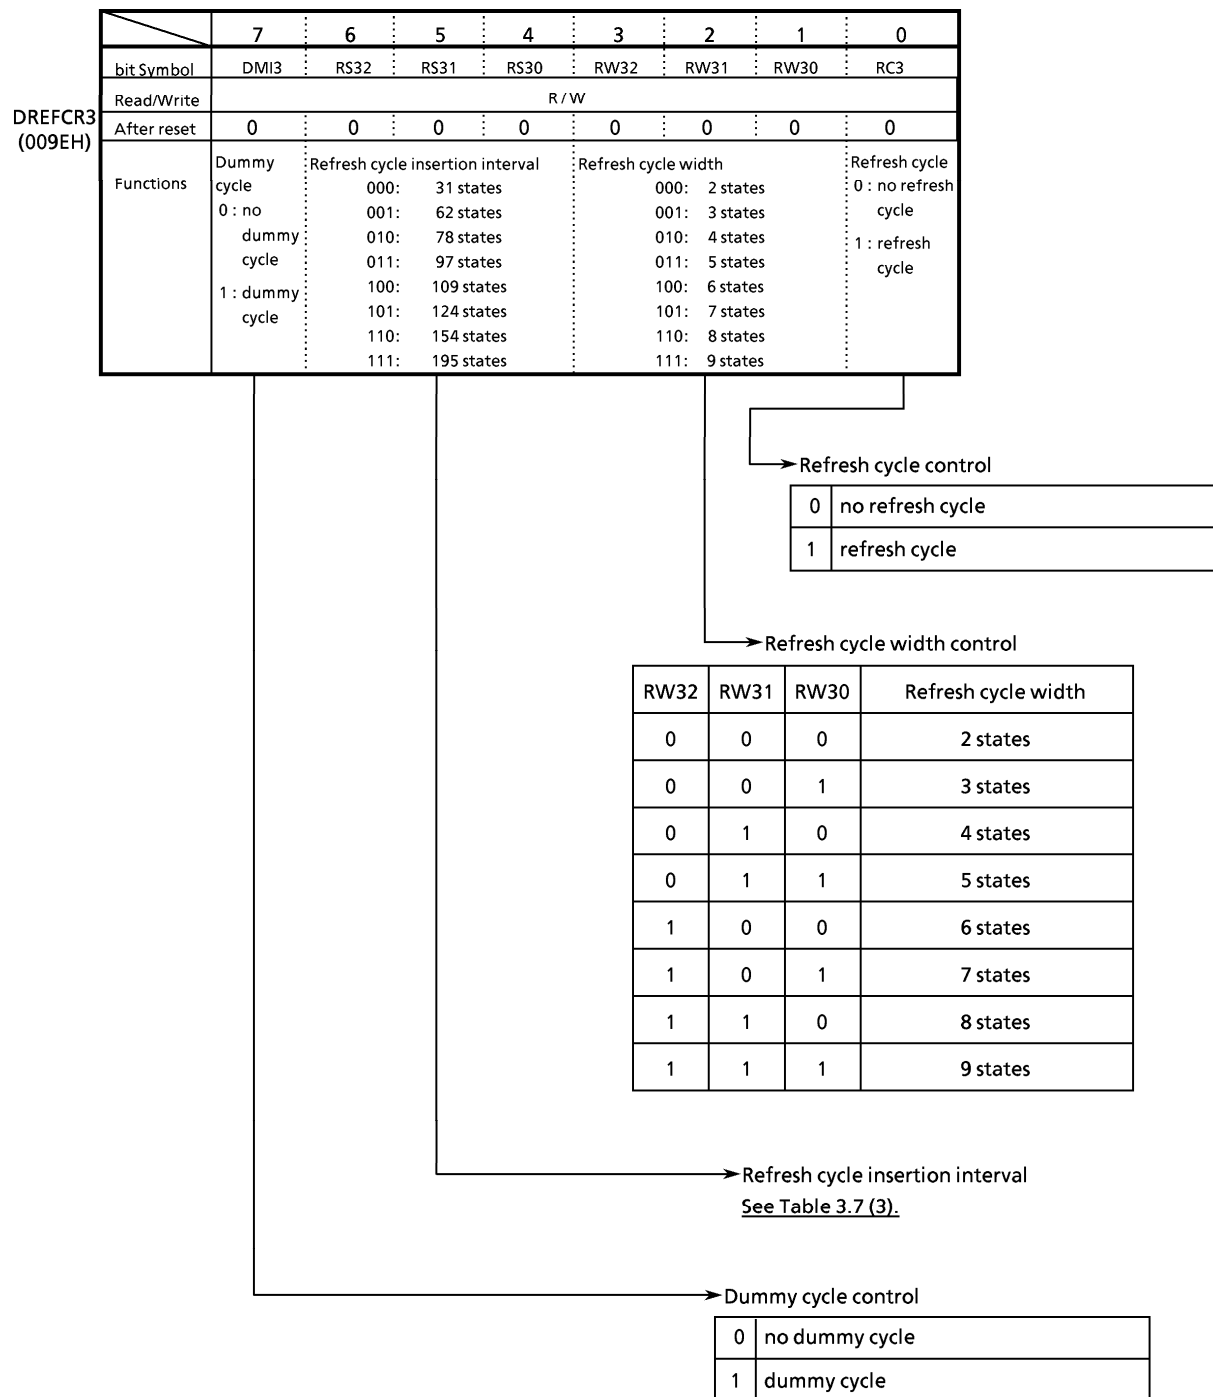 7 6 5 4 3 2 1 0
bit Symbol DMI3 RS32 RS31 RS30 RW32 RW31 RW30 RC3
Read/Write R / W
DREFCR3
(009EH)
After reset 0 0 0 0 0 0 0 0
Functions
Dummy
cycle
0 : no
dummy
cycle
1 : dummy
cycle
Refresh cycle insertion interval
000: 31 states
001: 62 states
010: 78 states
011: 97 states
100: 109 states
101: 124 states
110: 154 states
111: 195 states
Refresh cycle width
000: 2 states
001: 3 states
010: 4 states
011: 5 states
100: 6 states
101: 7 states
110: 8 states
111: 9 states
Refresh cycle
0 : no refresh
cycle
1 : refresh
cycle
Refresh cycle control
0 no refresh cycle
1 refresh cycle
Refresh cycle width control
RW32 RW31 RW30 Refresh cycle width
0 0 0 2 states
0 0 1 3 states
0 1 0 4 states
0 1 1 5 states
1 0 0 6 states
1 0 1 7 states
1 1 0 8 states
1 1 1 9 states
Refresh cycle insertion interval
See Table 3.7 (3).
Dummy cycle control
0 no dummy cycle
1 dummy cycle